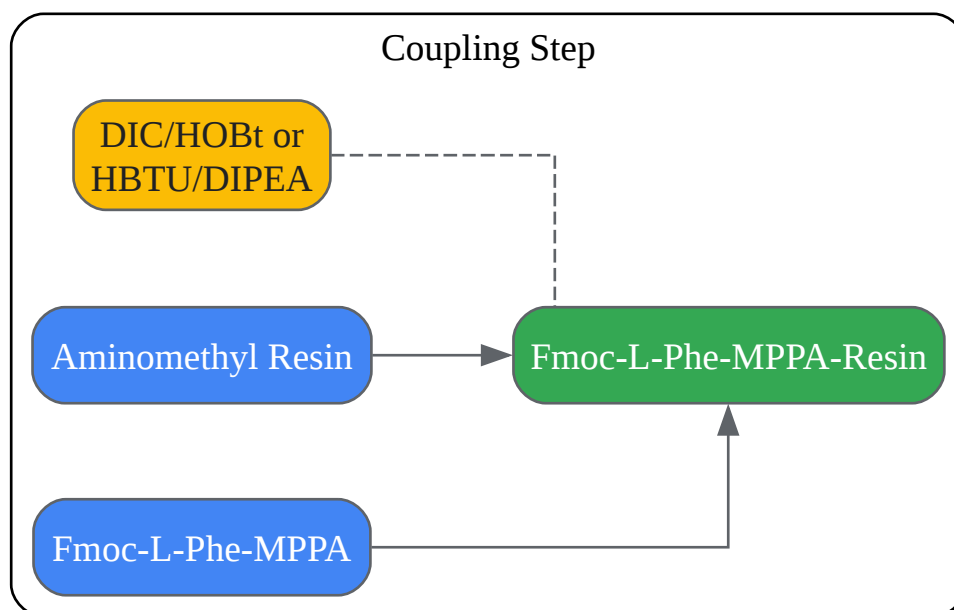 Coupling Step
DIC/HOBt or
HBTU/DIPEA
Aminomethyl Resin
Fmoc-L-Phe-MPPA-Resin
Fmoc-L-Phe-MPPA